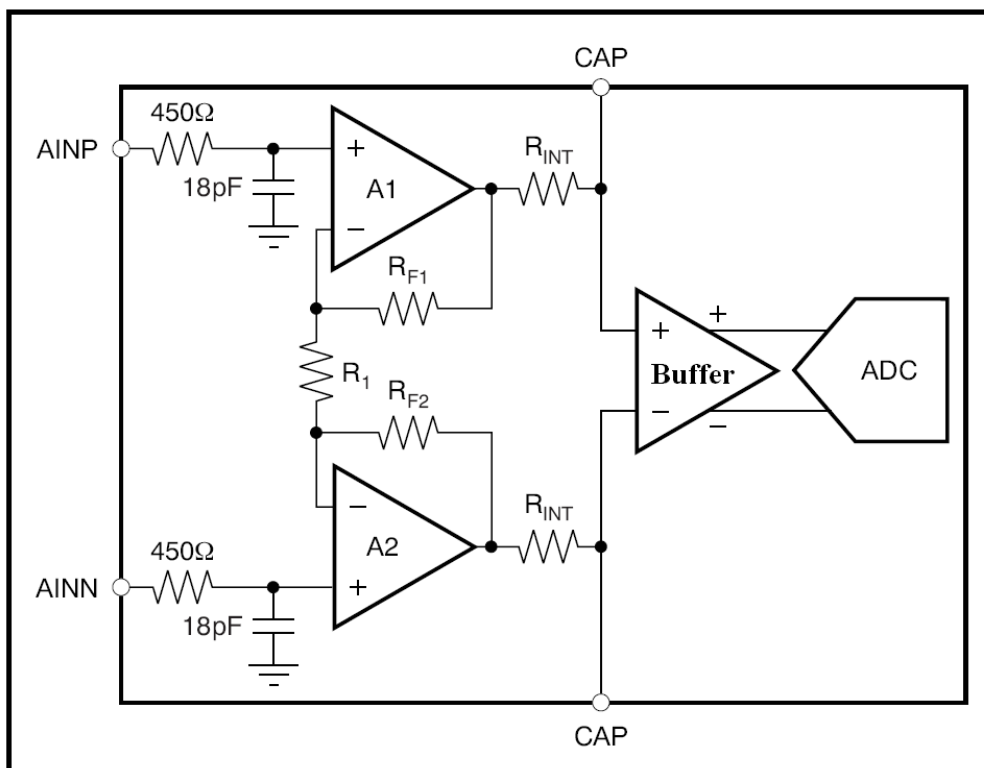 CAP
450Ω
AINP
+
A1
R_INT
18pF
−
R_F1
+
R_1
+
Buffer
ADC
R_F2
−
−
−
R_INT
A2
450Ω
AINN
+
18pF
CAP